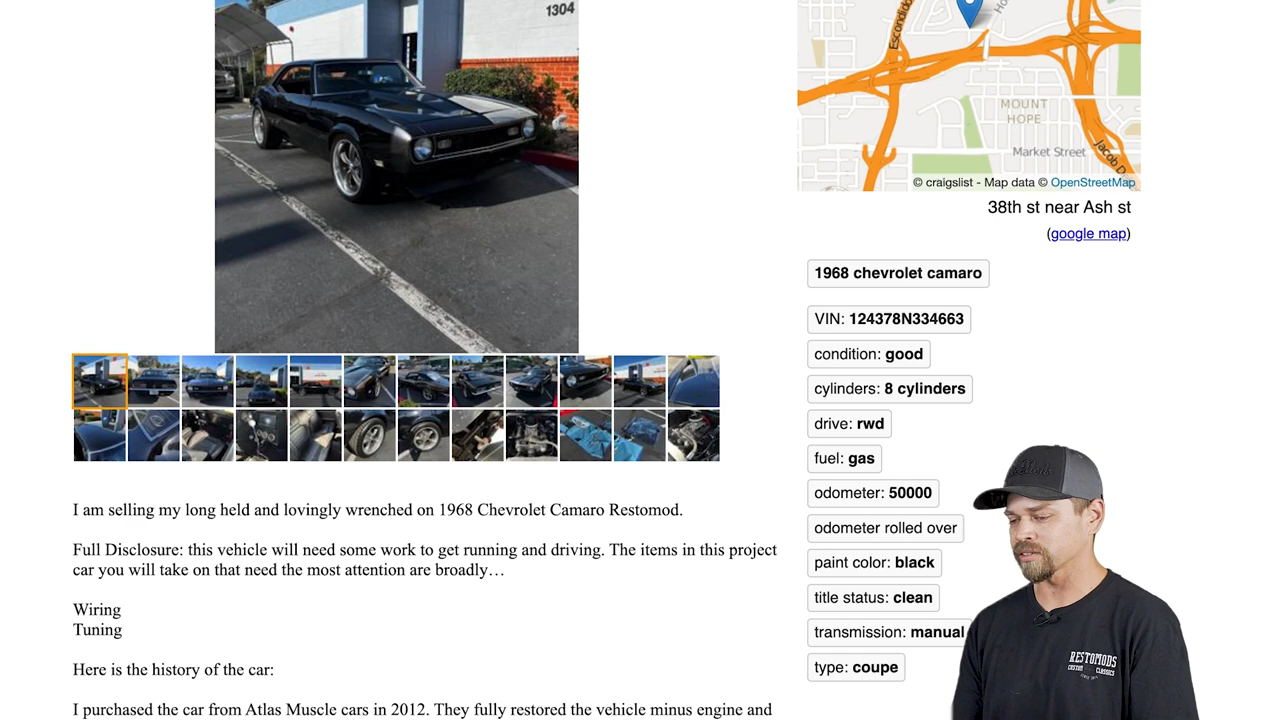 1304
Escondido
MOUNT
HOPE
Market Street
© craigslist - Map data © OpenStreetMap
38th st near Ash st
(google map)
1968 chevrolet camaro
VIN: 124378N334663
condition: good
cylinders: 8 cylinders
drive: rwd
fuel: gas
odometer: 50000
odometer rolled over
paint color: black
title status: clean
transmission: manual
type: coupe
I am selling my long held and lovingly wrenched on 1968 Chevrolet Camaro Restomod.
Full Disclosure: this vehicle will need some work to get running and driving. The items in this project
car you will take on that need the most attention are broadly…
Wiring
Tuning
Here is the history of the car:
I purchased the car from Atlas Muscle cars in 2012. They fully restored the vehicle minus engine and
RESTOMODS
CUSTOM CLASSICS